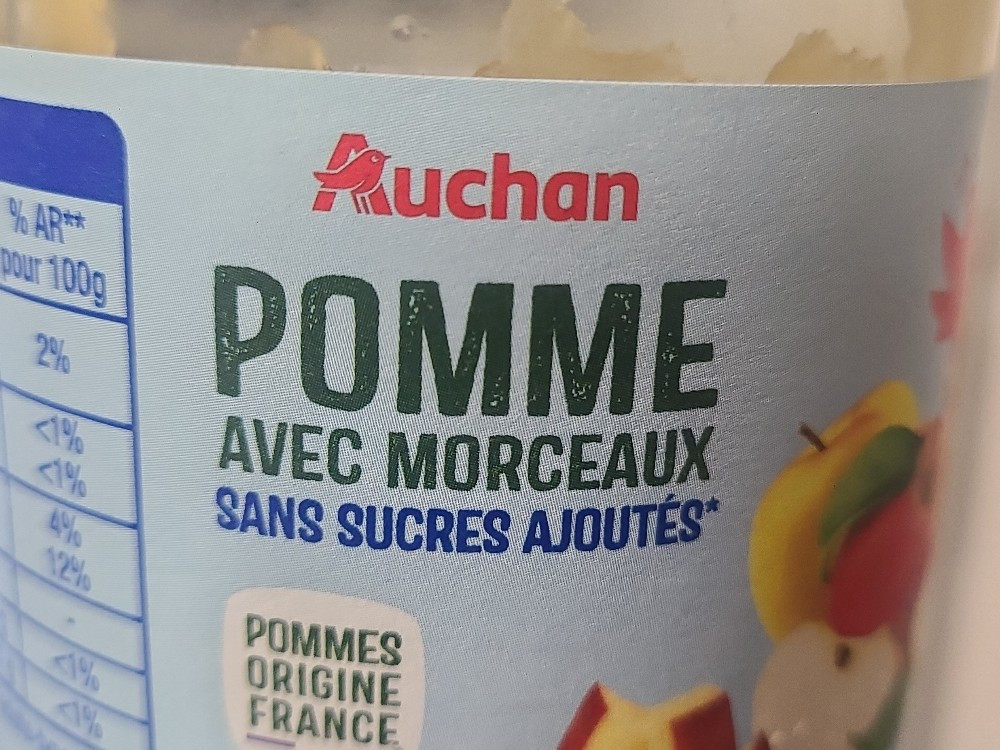 Auchan
POMME
AVEC MORCEAUX
SANS SUCRES AJOUTÉS*
POMMES
ORIGINE
FRANCE
% AR**
pour 100g
2%
<1%
<1%
4%
12%
-
<1%
<1%